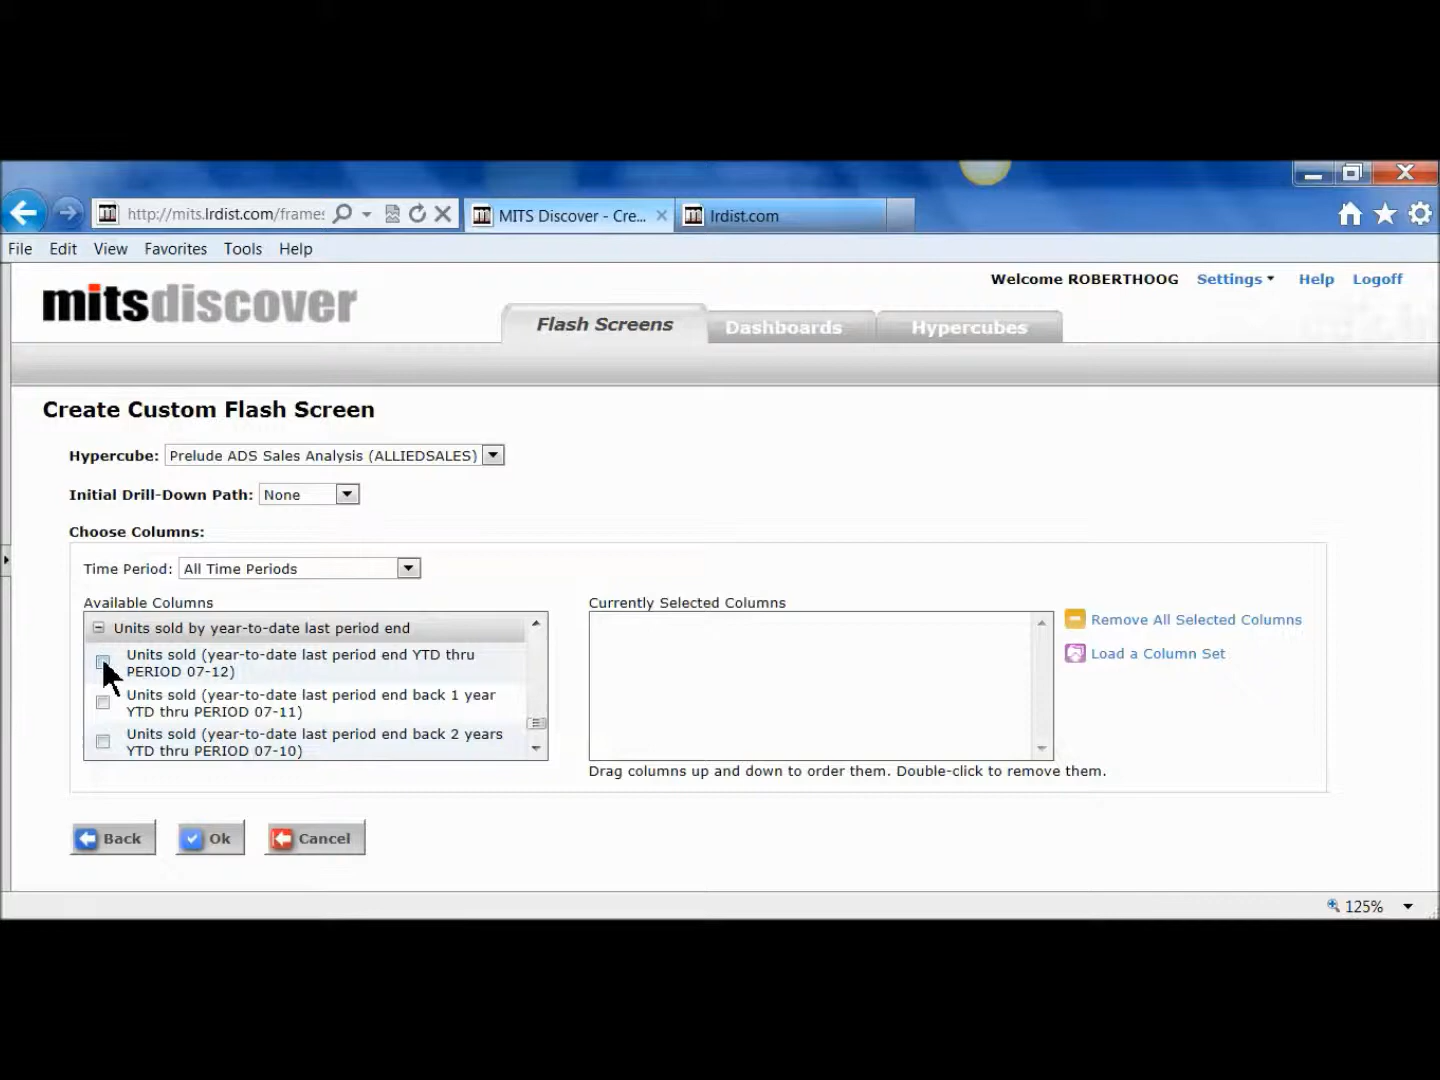 http://mits.lrdist.com/frame
MITS Discover - Cre...
lrdist.com
File Edit View Favorites Tools Help
Welcome ROBERTHOOG Settings Help Logoff
mitsdiscover
Flash Screens Dashboards Hypercubes
Create Custom Flash Screen
Hypercube: Prelude ADS Sales Analysis (ALLIEDSALES)
Initial Drill-Down Path: None
Choose Columns:
Time Period: All Time Periods
Available Columns
Currently Selected Columns
Units sold by year-to-date last period end
Units sold (year-to-date last period end YTD thru
PERIOD 07-12)
Units sold (year-to-date last period end back 1 year
YTD thru PERIOD 07-11)
Units sold (year-to-date last period end back 2 years
YTD thru PERIOD 07-10)
Remove All Selected Columns
Load a Column Set
Drag columns up and down to order them. Double-click to remove them.
Back Ok Cancel
125%